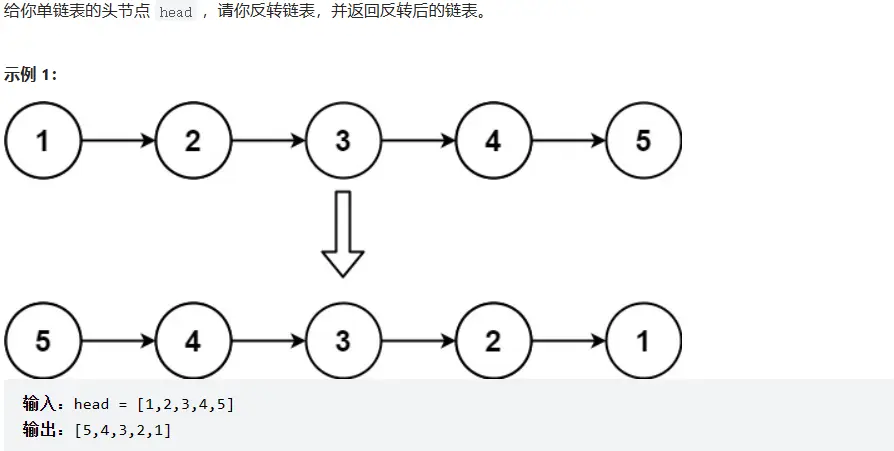 给你单链表的头节点 head ，请你反转链表，并返回反转后的链表。
示例 1：
1 2 3 4 5
5 4 3 2 1
输入：head = [1,2,3,4,5]
输出：[5,4,3,2,1]